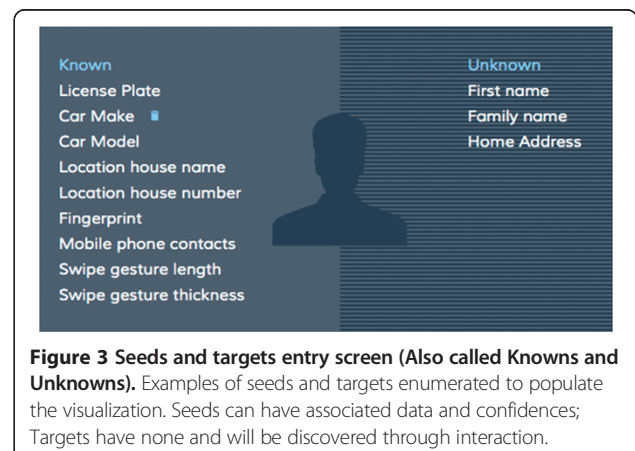 Known
License Plate
Car Make
Car Model
Location house name
Location house number
Fingerprint
Mobile phone contacts
Swipe gesture length
Swipe gesture thickness
Unknown
First name
Family name
Home Address
Figure 3 Seeds and targets entry screen (Also called Knowns and
Unknowns). Examples of seeds and targets enumerated to populate
the visualization. Seeds can have associated data and confidences;
Targets have none and will be discovered through interaction.